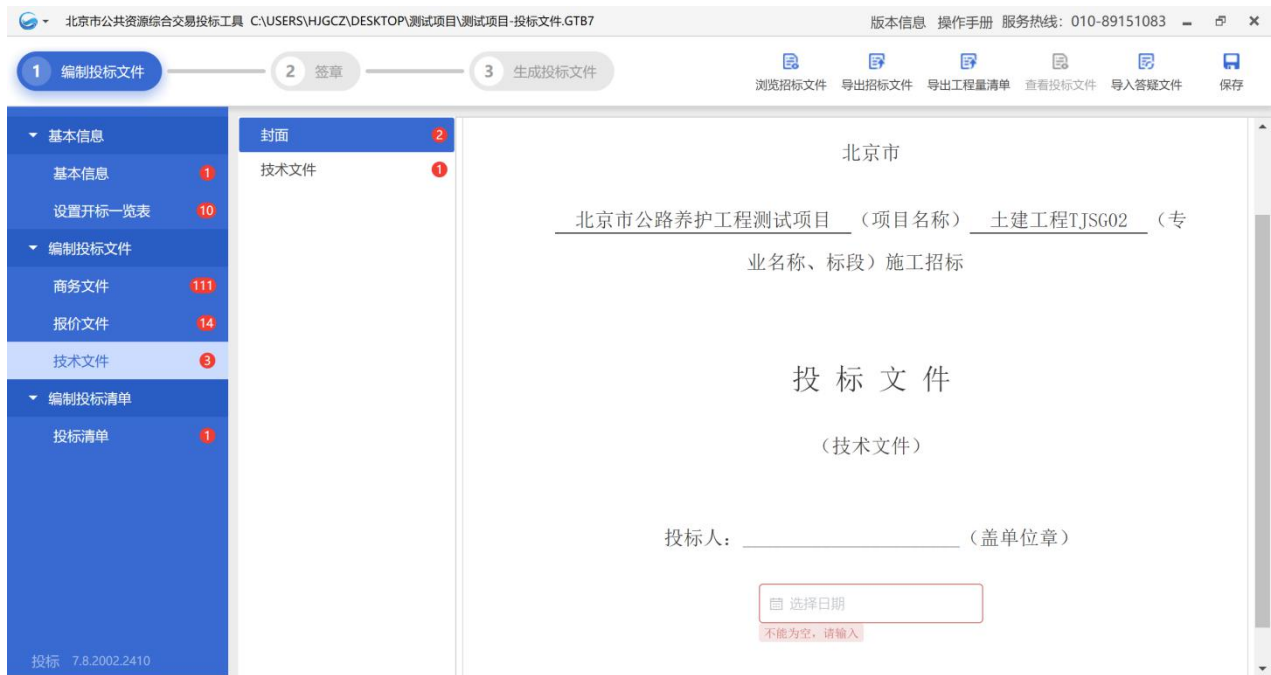 北京市公共资源综合交易投标工具 C:\USERS\HJGCZ\DESKTOP\测试项目\测试项目-投标文件.GTB7 版本信息 操作手册 服务热线：010-89151083
1 编制投标文件 2 签章 3 生成投标文件 浏览招标文件 导出招标文件 导出工程量清单 查看投标文件 导入答疑文件 保存
基本信息
基本信息 1
设置开标一览表 10
编制投标文件
商务文件 111
报价文件 14
技术文件 3
编制投标清单
投标清单 1
投标 7.8.2002.2410
封面 2
技术文件 1
北京市
北京市公路养护工程测试项目 （项目名称） 土建工程TJSG02 （专
业名称、标段）施工招标
投标文件
（技术文件）
投标人： （盖单位章）
选择日期
不能为空，请输入